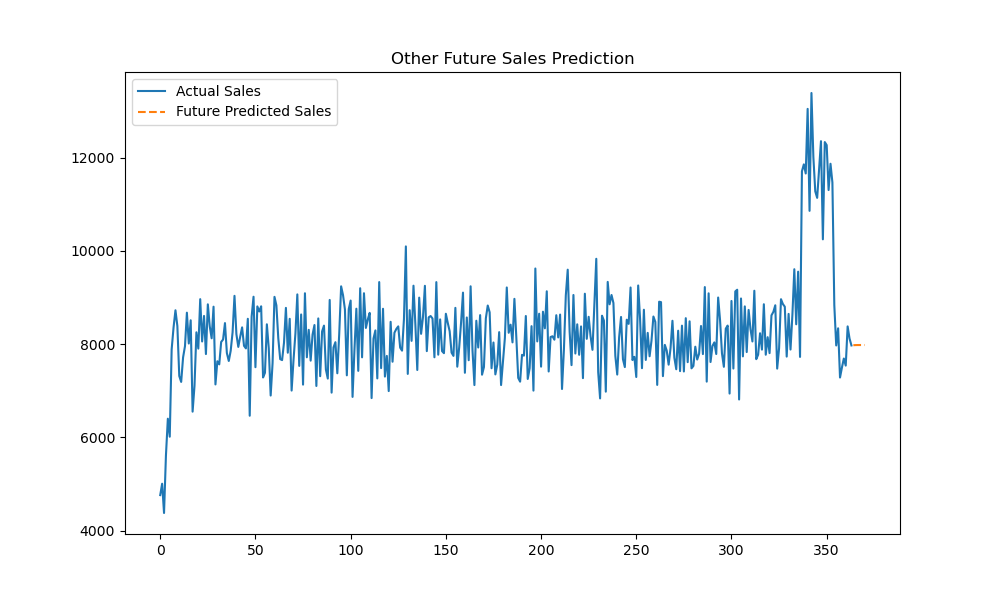 Other Future Sales Prediction
Actual Sales
Future Predicted Sales
12000
10000
8000
6000
4000
0 50 100 150 200 250 300 350